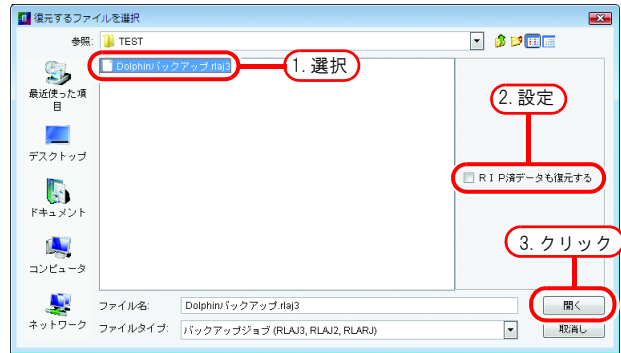 復元するファイルを選択
参照: TEST
Dolphinバックアップ.rlaj3
1. 選択
最近使った項
目
2. 設定
デスクトップ
RIP済データも復元する
ドキュメント
3. クリック
コンピュータ
ファイル名: Dolphinバックアップ.rlaj3
開く
ネットワーク
ファイルタイプ: バックアップジョブ (RLAJ3, RLAJ2, RLARJ)
取消し